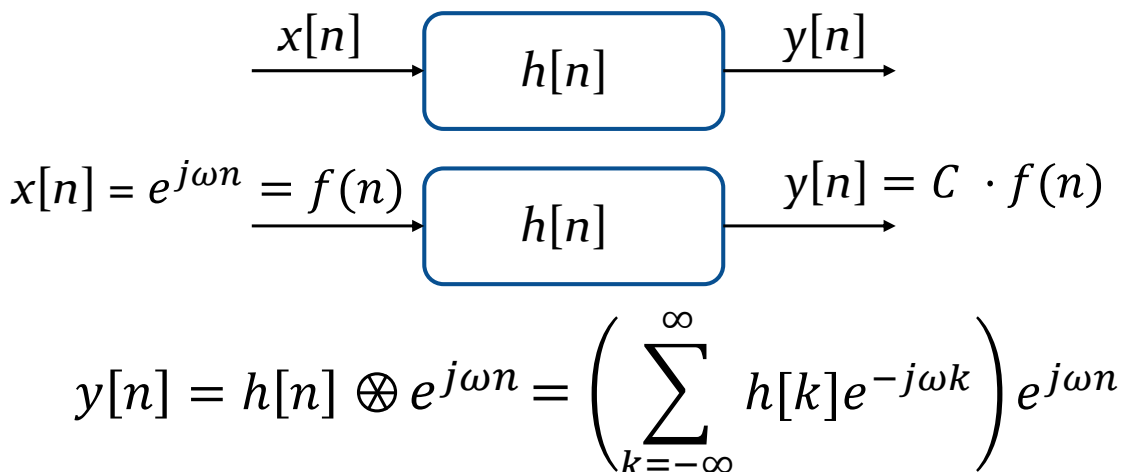 x[n] h[n] y[n]
x[n] = e^{jωn} = f(n) h[n] y[n] = C · f(n)
y[n] = h[n] ⊛ e^{jωn} = (∑_{k=-∞}^{∞} h[k]e^{-jωk}) e^{jωn}